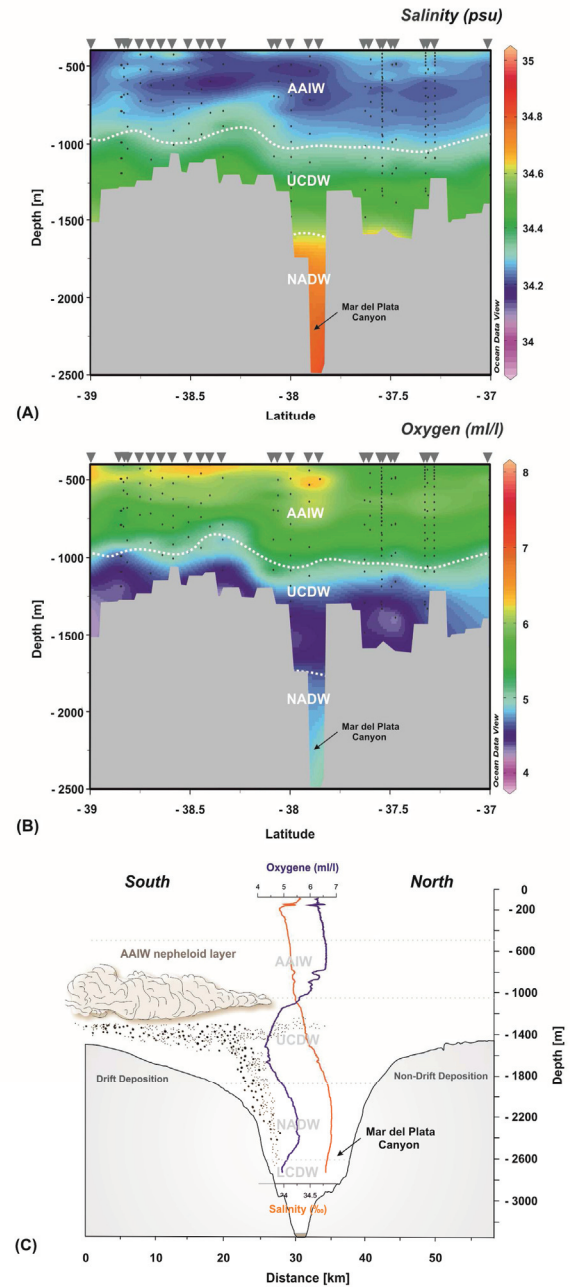 Salinity (psu)
- 500
- 1000
- 1500
- 2000
- 2500
Depth [n]
AAIW
UCDW
NADW
Mar del Plata
Canyon
Ocean Data View
35
34.8
34.6
34.4
34.2
34
- 39
- 38.5
- 38
- 37.5
- 37
Latitude
(A)
Oxygen (ml/l)
- 500
- 1000
- 1500
- 2000
- 2500
Depth [m]
AAIW
UCDW
NADW
Mar del Plata
Canyon
Ocean Data View
8
7
6
5
4
- 39
- 38.5
- 38
- 37.5
- 37
Latitude
(B)
Oxygene (ml/l)
4 5 6 7
South
North
AAIW nepheloid layer
AAIW
UCDW
NADW
LCDW
Drift Deposition
Non-Drift Deposition
Mar del Plata
Canyon
34 34.5
Salinity (‰)
0
- 200
- 600
- 1000
- 1400
- 1800
- 2200
- 2600
- 3000
Depth [m]
0 10 20 30 40 50
Distance [km]
(C)